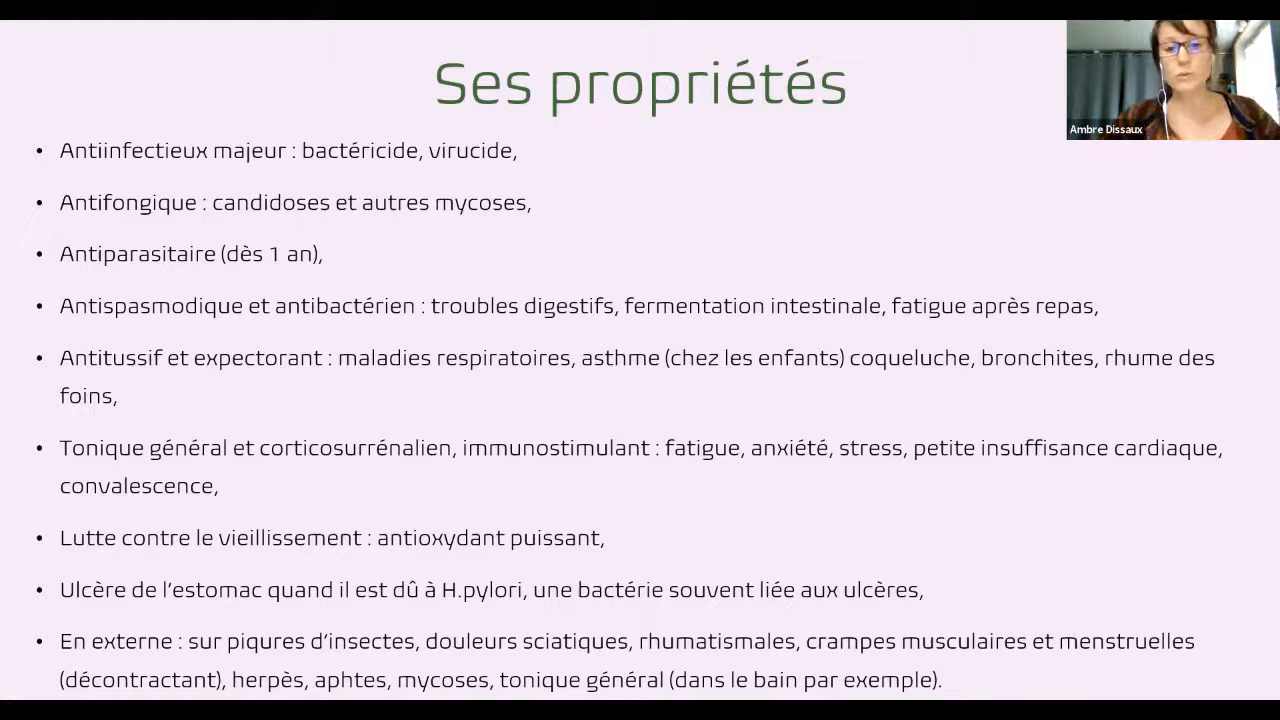 Ses propriétés
Ambre Dissaux
• Antiinfectieux majeur : bactéricide, virucide,
• Antifongique : candidoses et autres mycoses,
• Antiparasitaire (dès 1 an),
• Antispasmodique et antibactérien : troubles digestifs, fermentation intestinale, fatigue après repas,
• Antitussif et expectorant : maladies respiratoires, asthme (chez les enfants) coqueluche, bronchites, rhume des
foins,
• Tonique général et corticosurrénalien, immunostimulant : fatigue, anxiété, stress, petite insuffisance cardiaque,
convalescence,
• Lutte contre le vieillissement : antioxydant puissant,
• Ulcère de l’estomac quand il est dû à H.pylori, une bactérie souvent liée aux ulcères,
• En externe : sur piqures d’insectes, douleurs sciatiques, rhumatismales, crampes musculaires et menstruelles
(décontractant), herpès, aphtes, mycoses, tonique général (dans le bain par exemple).